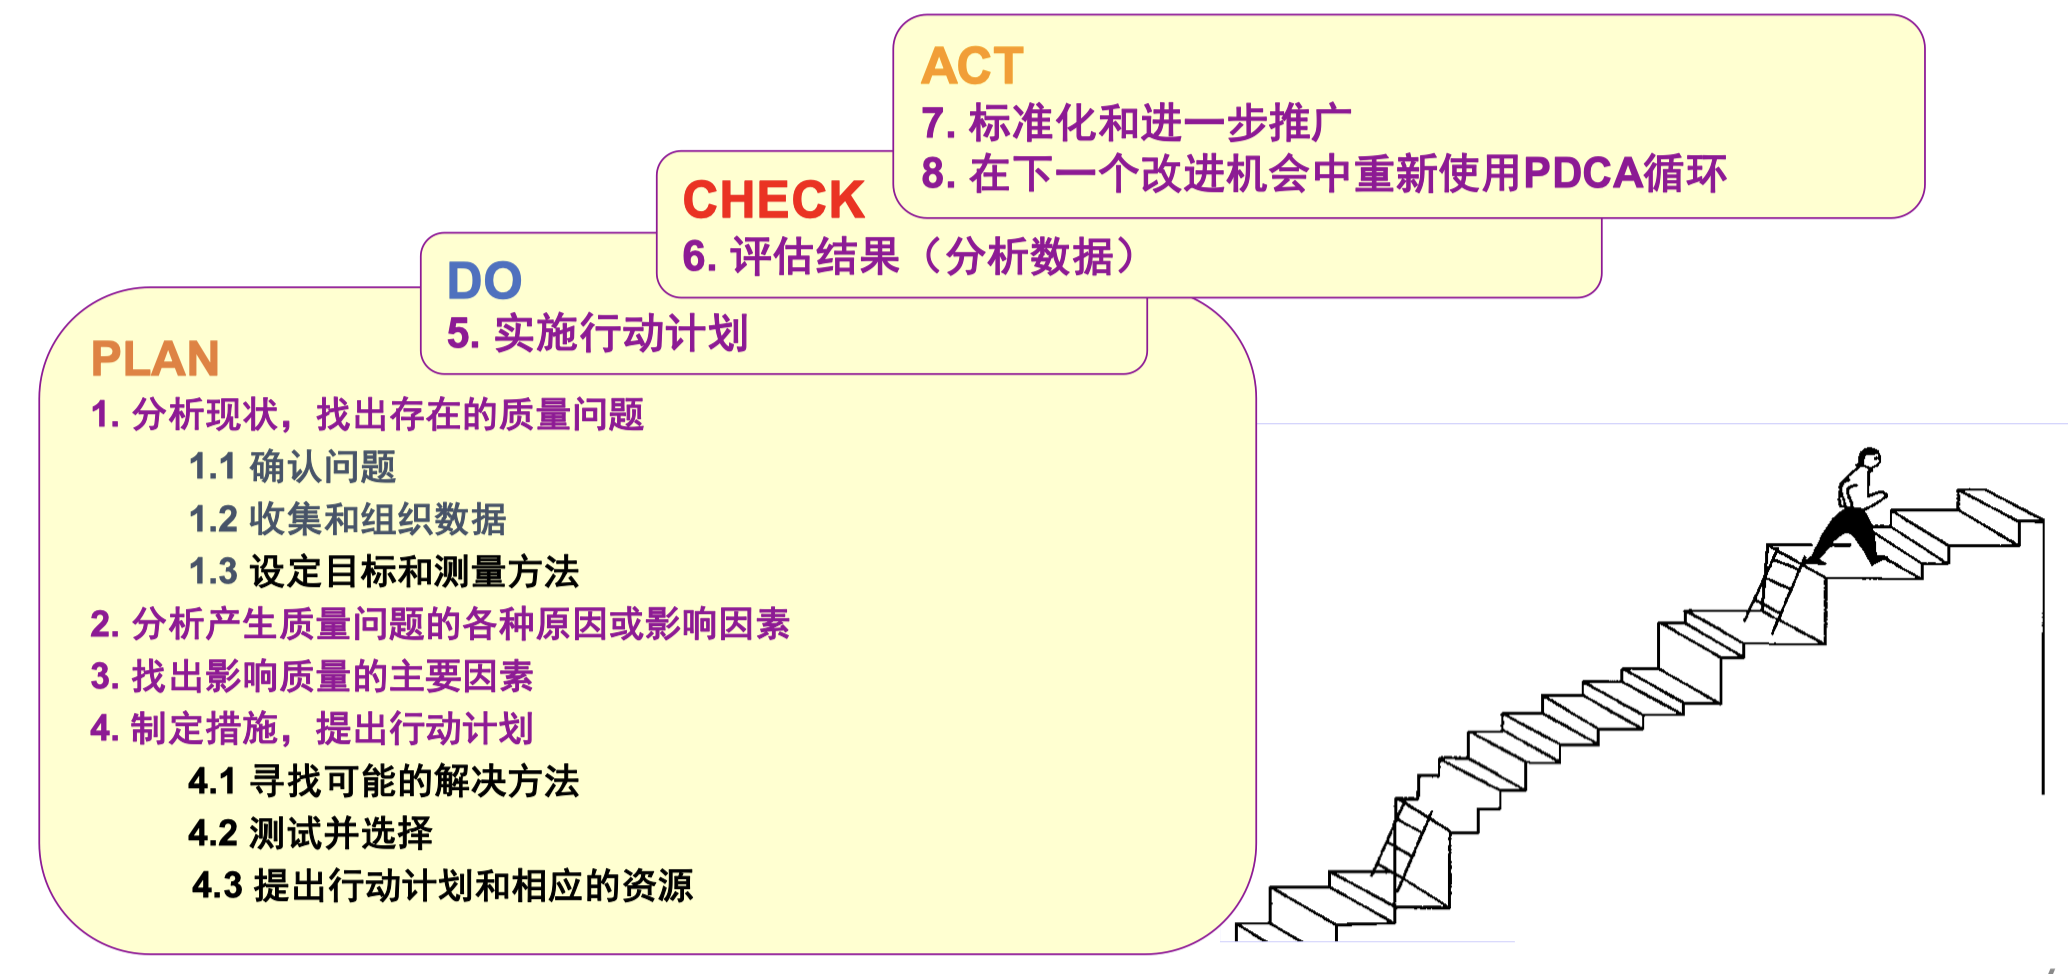 ACT
7. 标准化和进一步推广
8. 在下一个改进机会中重新使用PDCA循环
CHECK
6. 评估结果（分析数据）
DO
5. 实施行动计划
PLAN
1. 分析现状，找出存在的质量问题
1.1 确认问题
1.2 收集和组织数据
1.3 设定目标和测量方法
2. 分析产生质量问题的各种原因或影响因素
3. 找出影响质量的主要因素
4. 制定措施，提出行动计划
4.1 寻找可能的解决方法
4.2 测试并选择
4.3 提出行动计划和相应的资源